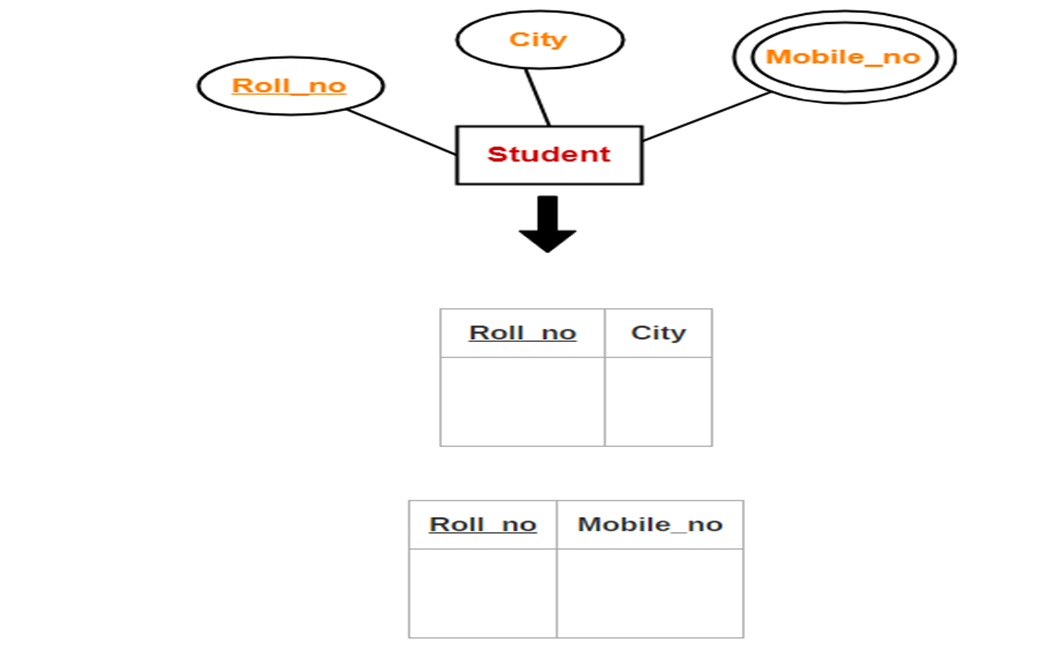 City
Mobile_no
Roll_no
Student
Roll_no City
Roll_no Mobile_no